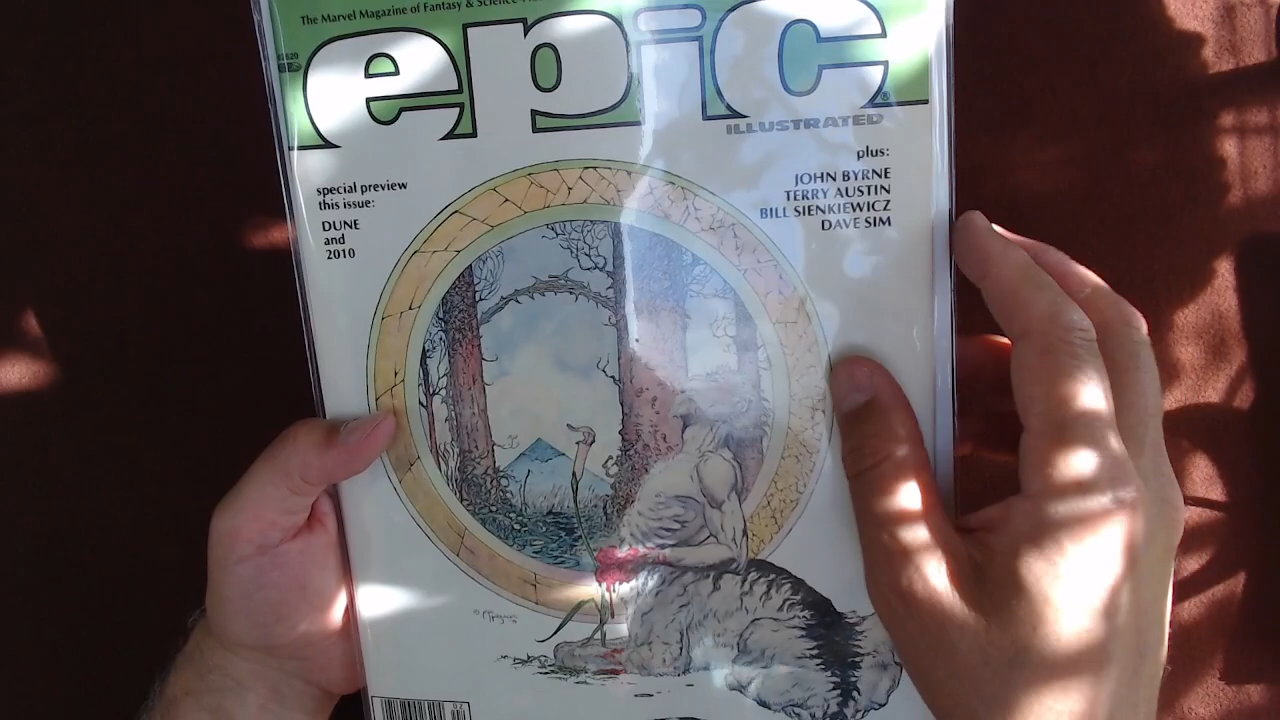 The Marvel Magazine of Fantasy & Science
epic
ILLUSTRATED
special preview
this issue:
DUNE
and
2010
plus:
JOHN BYRNE
TERRY AUSTIN
BILL SIENKIEWICZ
DAVE SIM
02